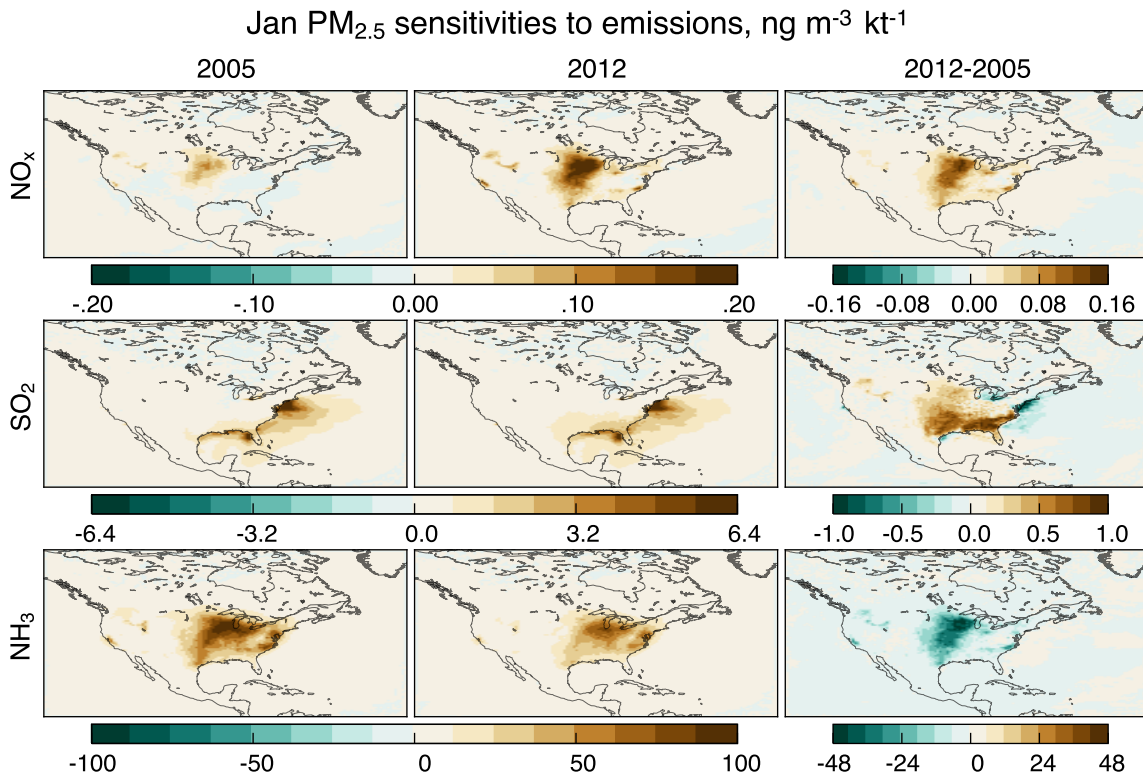 Jan PM2.5 sensitivities to emissions, ng m-3 kt-1
2005 2012 2012-2005
NOx
-.20 -.10 0.00 .10 .20 -0.16 -0.08 0.00 0.08 0.16
SO2
-6.4 -3.2 0.0 3.2 6.4 -1.0 -0.5 0.0 0.5 1.0
NH3
-100 -50 0 50 100 -48 -24 0 24 48